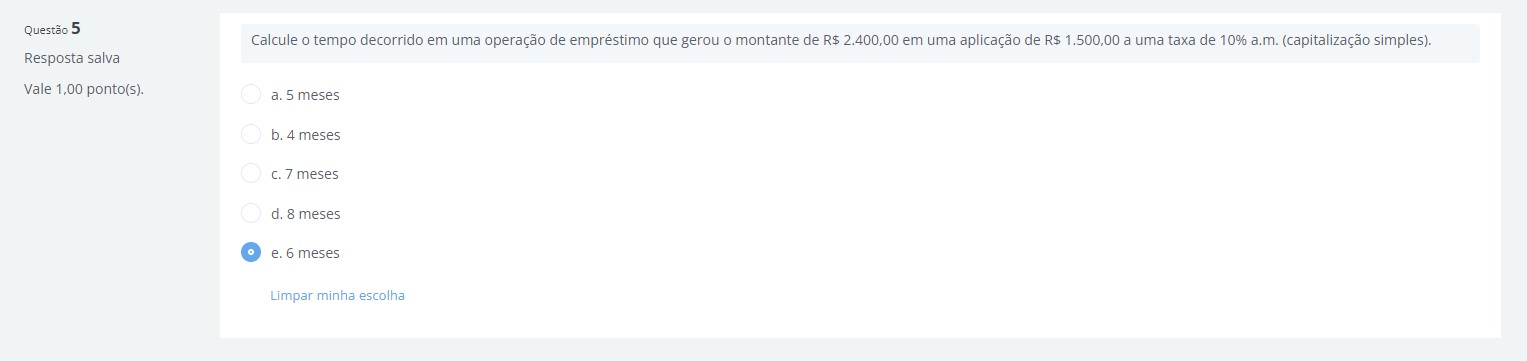 Questão 5
Resposta salva
Vale 1,00 ponto(s).
Calcule o tempo decorrido em uma operação de empréstimo que gerou o montante de R$ 2.400,00 em uma aplicação de R$ 1.500,00 a uma taxa de 10% a.m. (capitalização simples).
a. 5 meses
b. 4 meses
c. 7 meses
d. 8 meses
e. 6 meses
Limpar minha escolha